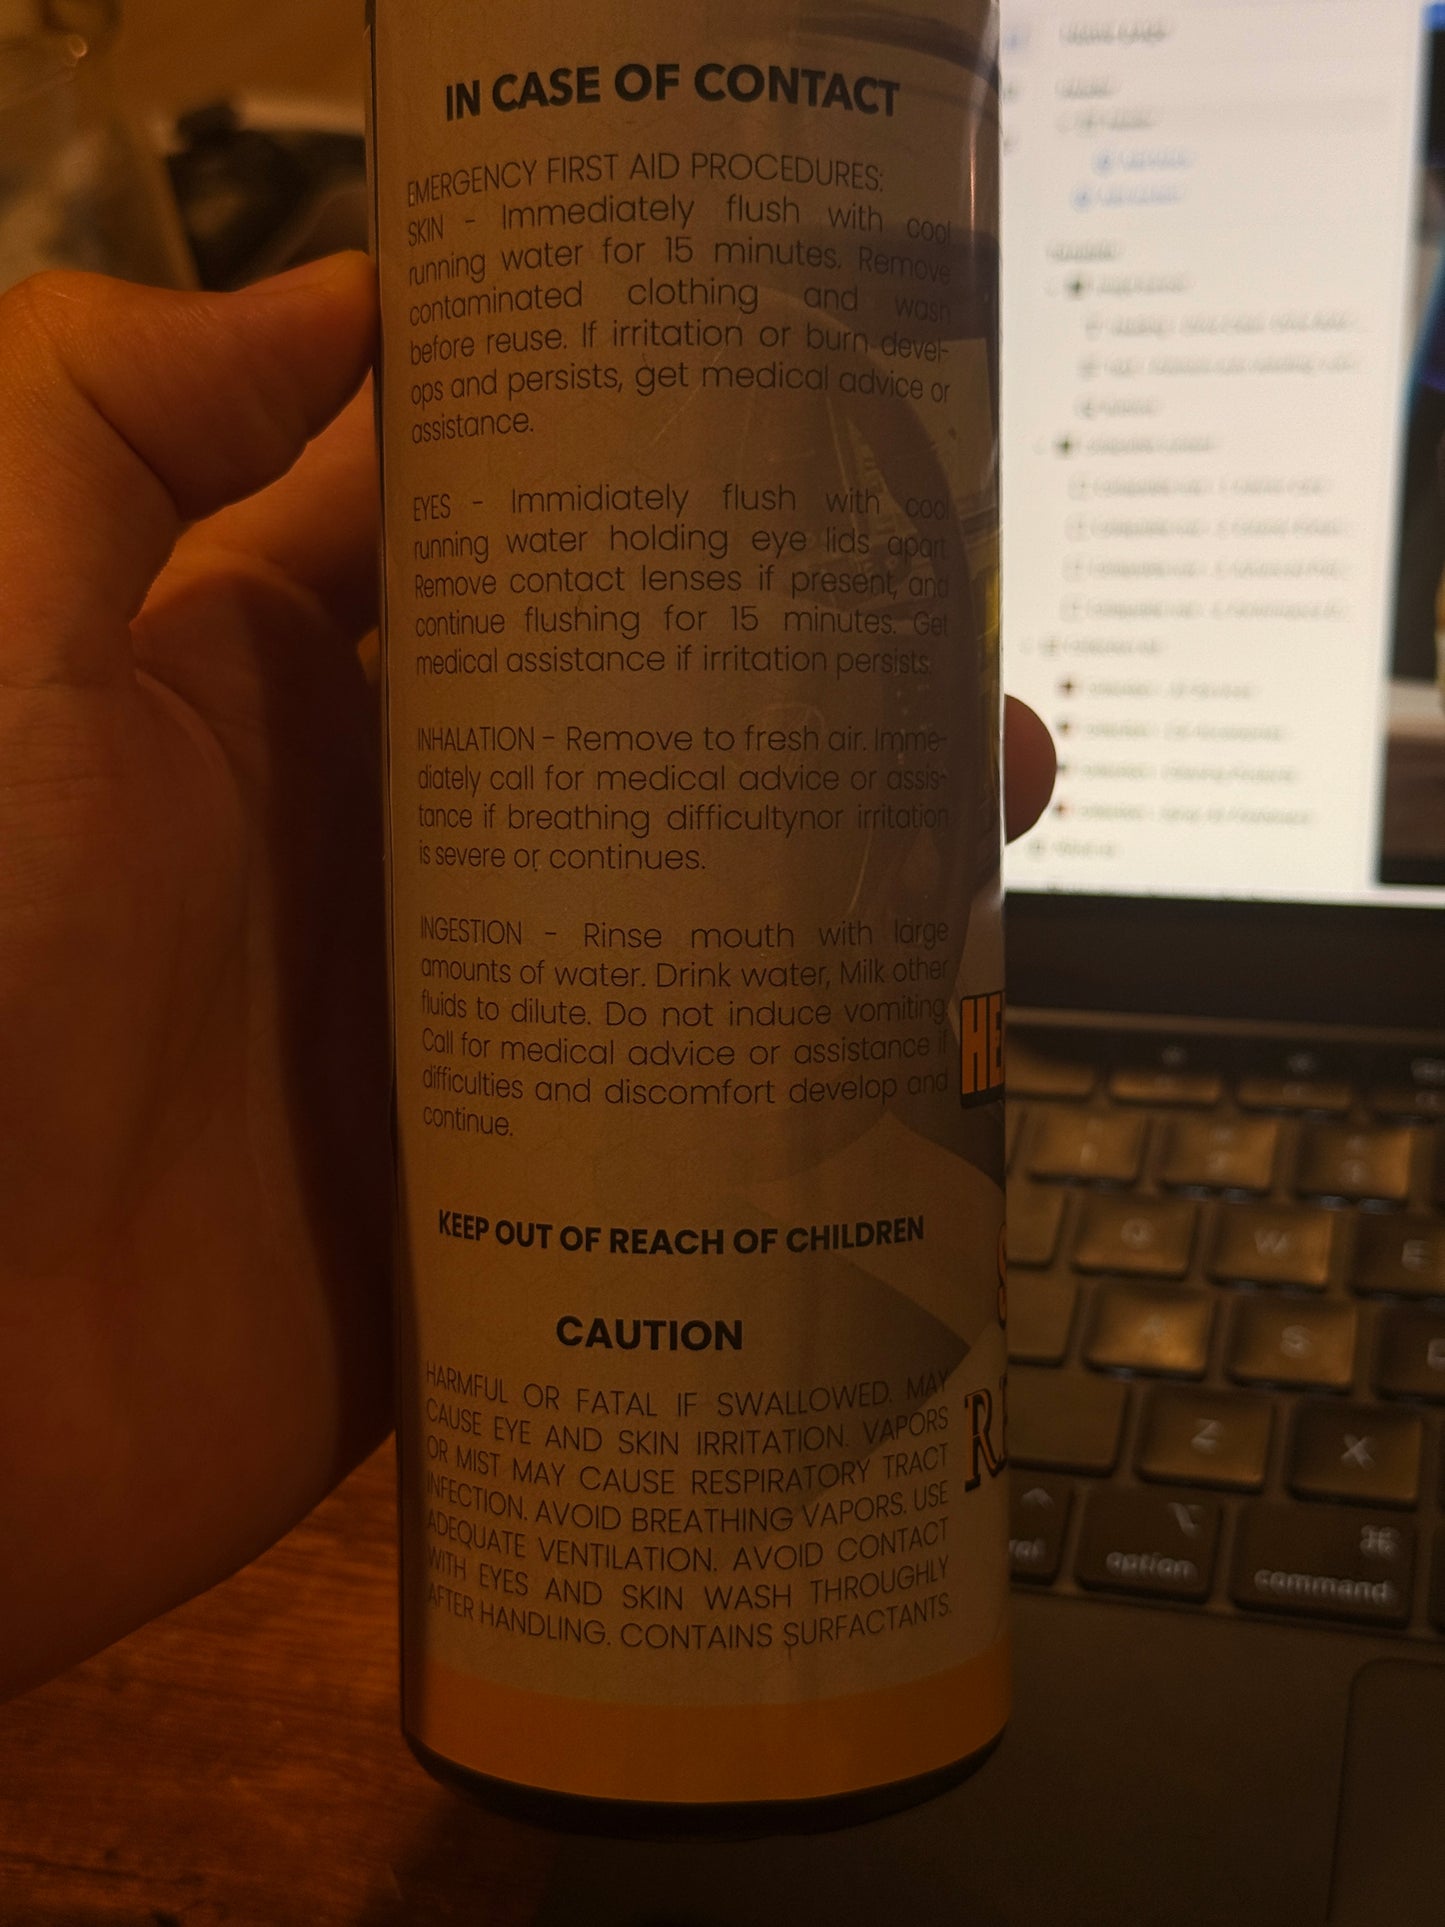 IN CASE OF CONTACT
EMERGENCY FIRST AID PROCEDURES:
SKIN - Immediately flush with cool
running water for 15 minutes. Remove
contaminated clothing and wash
before reuse. If irritation or burn devel-
ops and persists, get medical advice or
assistance.
EYES - Immidiately flush with cool
running water holding eye lids apart.
Remove contact lenses if present, and
continue flushing for 15 minutes. Get
medical assistance if irritation persists.
INHALATION - Remove to fresh air. Imme-
diately call for medical advice or assis-
tance if breathing difficultynor irritation
is severe or continues.
INGESTION - Rinse mouth with large
amounts of water. Drink water, Milk other
fluids to dilute. Do not induce vomiting.
Call for medical advice or assistance if
difficulties and discomfort develop and
continue.
KEEP OUT OF REACH OF CHILDREN
CAUTION
HARMFUL OR FATAL IF SWALLOWED. MAY
CAUSE EYE AND SKIN IRRITATION. VAPORS
OR MIST MAY CAUSE RESPIRATORY TRACT
INFECTION. AVOID BREATHING VAPORS. USE
ADEQUATE VENTILATION. AVOID CONTACT
WITH EYES AND SKIN WASH THROUGHLY
AFTER HANDLING. CONTAINS SURFACTANTS.
HE
S
R
Q W E
A S
Z X
option command